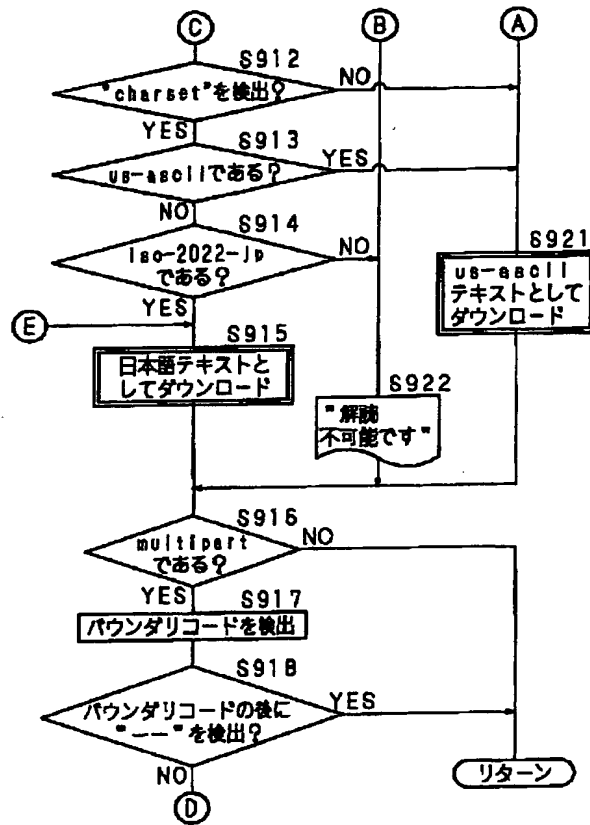 C
B
A
S912
"charset"を検出?
NO
YES
S913
us-asciiである?
YES
NO
S914
iso-2022-jp
である?
NO
YES
S921
us-ascii
テキストとして
ダウンロード
E
S915
日本語テキストと
してダウンロード
S922
"解読
不可能です"
S916
multipart
である?
NO
YES
S917
バウンダリコードを検出
S918
バウンダリコードの後に
"――"を検出?
YES
NO
リターン
D